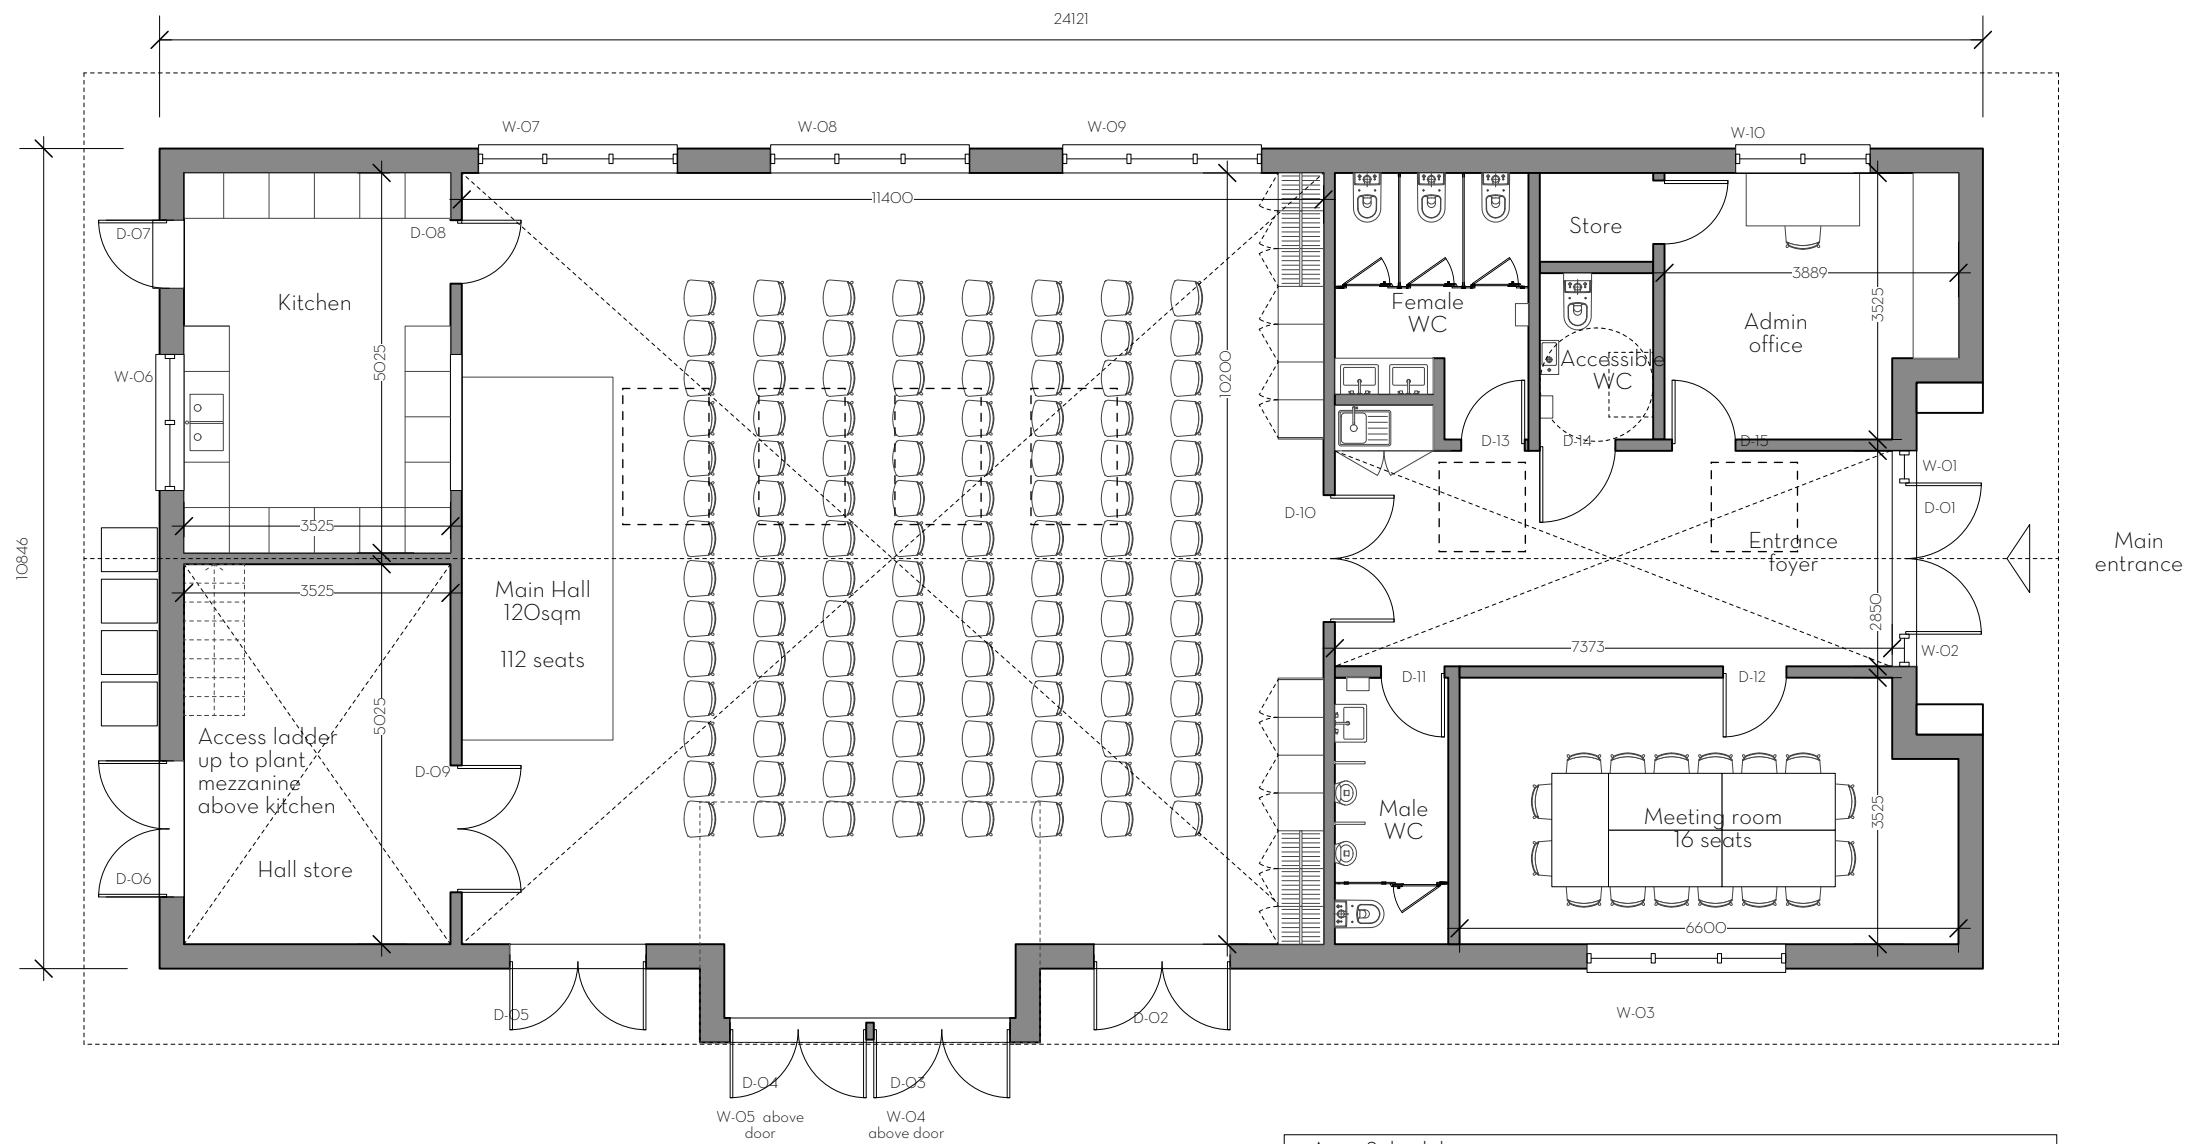 24121
W-07
W-08
W-09
W-10
11400
D-07
D-08
Store
3889
Kitchen
Female
WC
3525
Admin
office
5025
10200
W-06
Accessible
WC
D-13
D-14
D-15
W-01
D-10
D-01
3525
10846
Entrance
foyer
Main
entrance
3525
Main Hall
120sqm
112 seats
2850
7373
W-02
D-11
D-12
5025
Access ladder
up to plant
mezzanine
above kitchen
D-09
Male
WC
Meeting room
16 seats
3525
Hall store
D-06
6600
D-05
D-02
W-03
D-04
D-03
W-05 above
door
W-04
above door